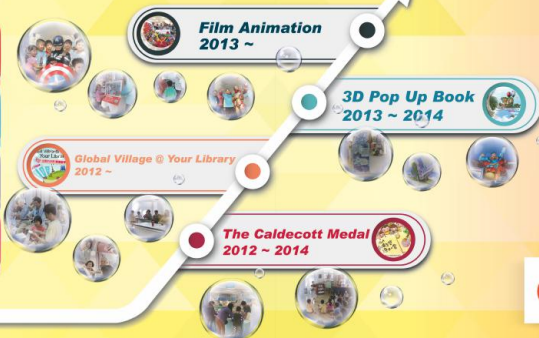 Film Animation
2013 ~
3D Pop Up Book
2013 ~ 2014
Global Village @ Your Library
2012 ~
The Caldecott Medal
2012 ~ 2014